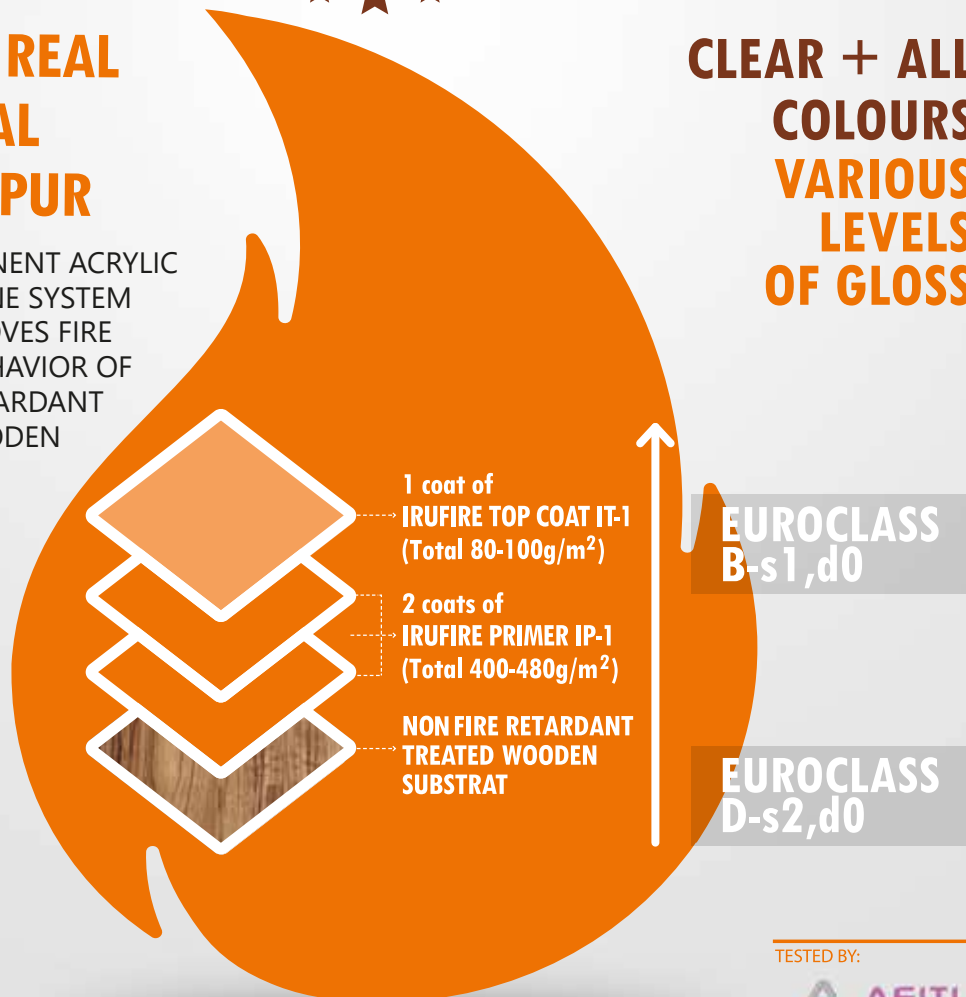 REAL
AL
PUR
NENT ACRYLIC
NE SYSTEM
OVES FIRE
HAVIOR OF
ARDANT
ODEN
CLEAR + ALL
COLOURS
VARIOUS
LEVELS
OF GLOSS
1 coat of
IRUFIRE TOP COAT IT-1
(Total 80-100g/m²)
2 coats of
IRUFIRE PRIMER IP-1
(Total 400-480g/m²)
NON FIRE RETARDANT
TREATED WOODEN
SUBSTRAT
EUROCLASS
B-s1,d0
EUROCLASS
D-s2,d0
TESTED BY: